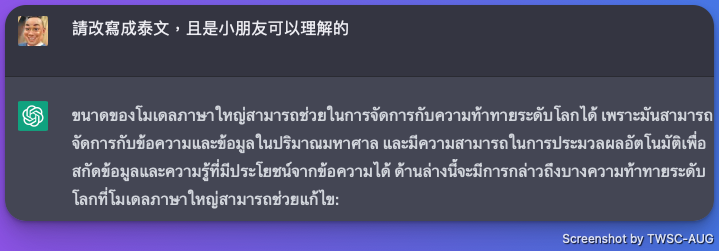 請改寫成泰文，且是小朋友可以理解的
ขนาดของโมเดลภาษาใหญ่สามารถช่วยในการจัดการกับความท้าทายระดับโลกได้ เพราะมันสามารถ
จัดการกับข้อความและข้อมูลในปริมาณมหาศาล และมีความสามารถในการประมวลผลอัตโนมัติเพื่อ
สกัดข้อมูลและความรู้ที่มีประโยชน์จากข้อความได้ ด้านล่างนี้จะมีการกล่าวถึงบางความท้าทายระดับ
โลกที่โมเดลภาษาใหญ่สามารถช่วยแก้ไข:
Screenshot by TWSC-AUG